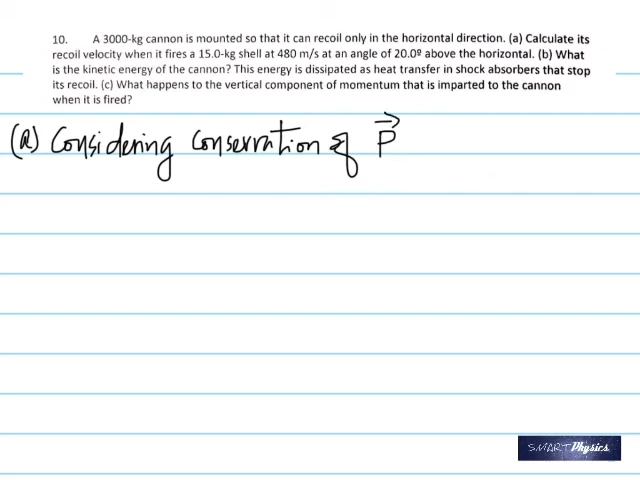 10. A 3000-kg cannon is mounted so that it can recoil only in the horizontal direction. (a) Calculate its
recoil velocity when it fires a 15.0-kg shell at 480 m/s at an angle of 20.0º above the horizontal. (b) What
is the kinetic energy of the cannon? This energy is dissipated as heat transfer in shock absorbers that stop
its recoil. (c) What happens to the vertical component of momentum that is imparted to the cannon
when it is fired?
(a) Considering conservation of P⃗
SMART Physics